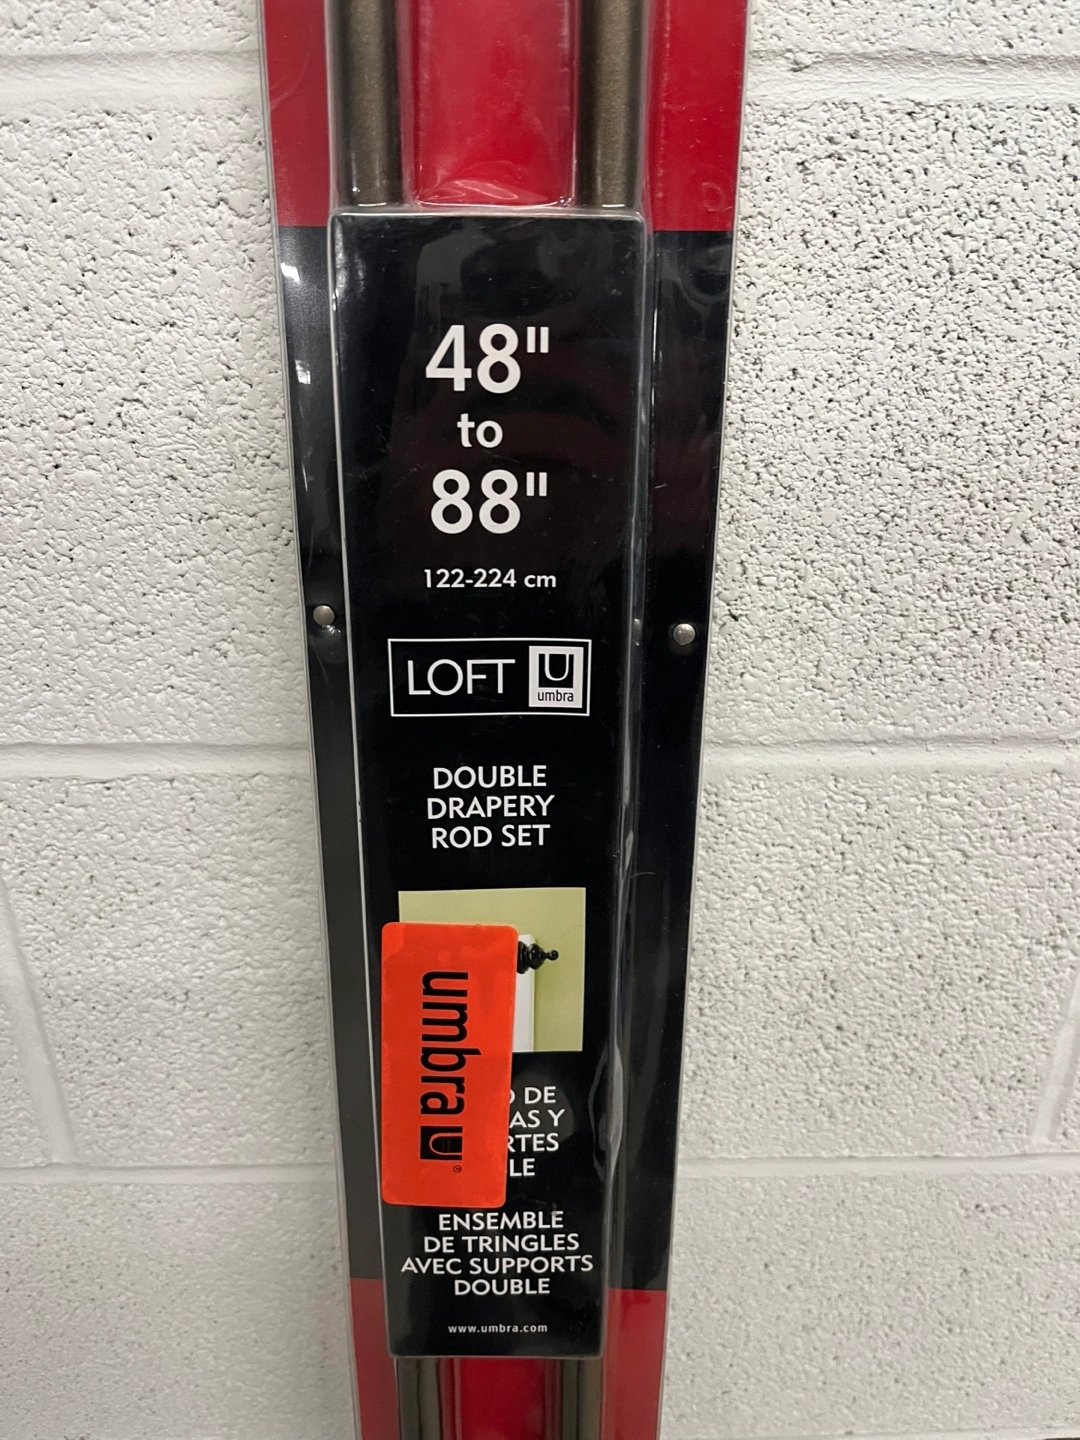 48"
to
88"
122-224 cm
LOFT
U
umbra
DOUBLE
DRAPERY
ROD SET
umbra U®
DE
Y
ENSEMBLE
DE TRINGLES
AVEC SUPPORTS
DOUBLE
www.umbra.com